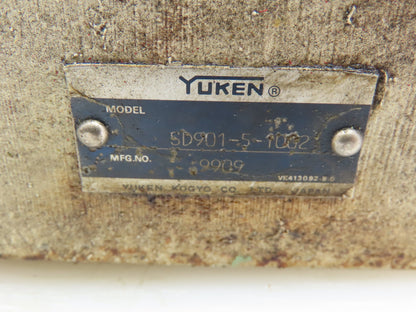 YUKEN®
MODEL SD901-5-10G2
MFG.NO. 9909
YUKEN KOGYO CO. LTD.